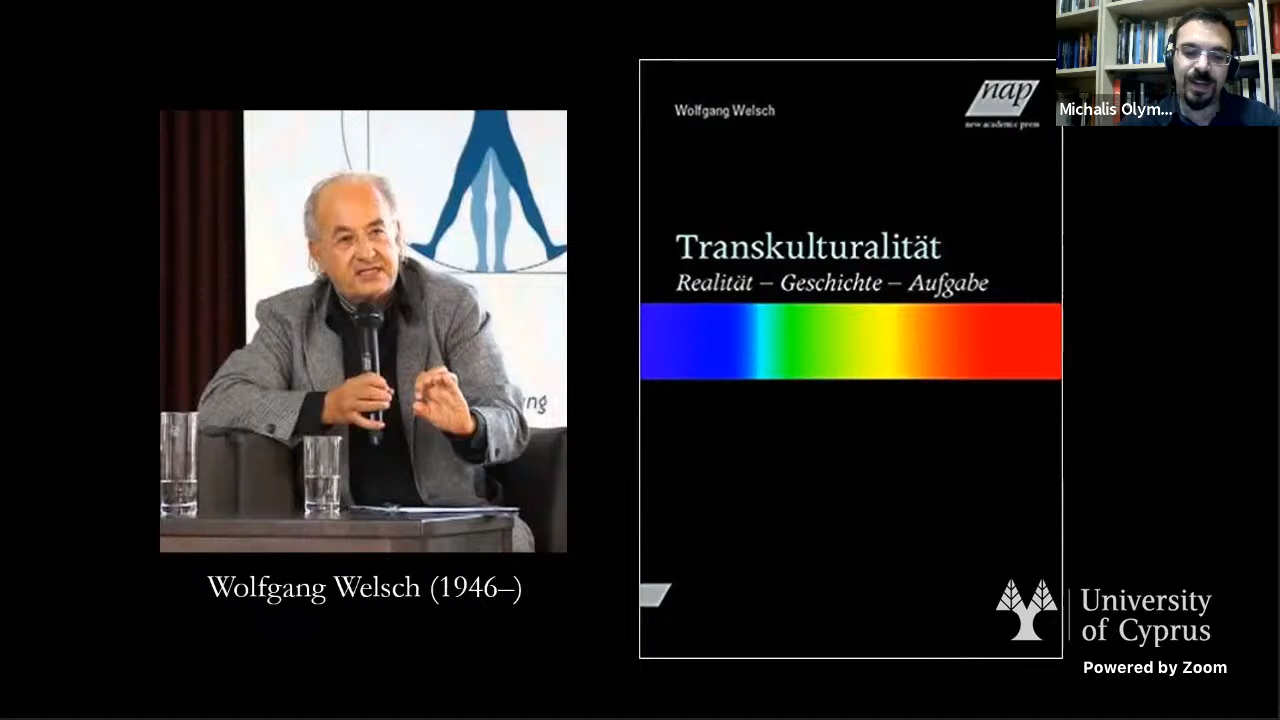 Michalis Olym...
Wolfgang Welsch
nap
new academic press
Transkulturalität
Realität – Geschichte – Aufgabe
ung
Wolfgang Welsch (1946–)
University
of Cyprus
Powered by Zoom